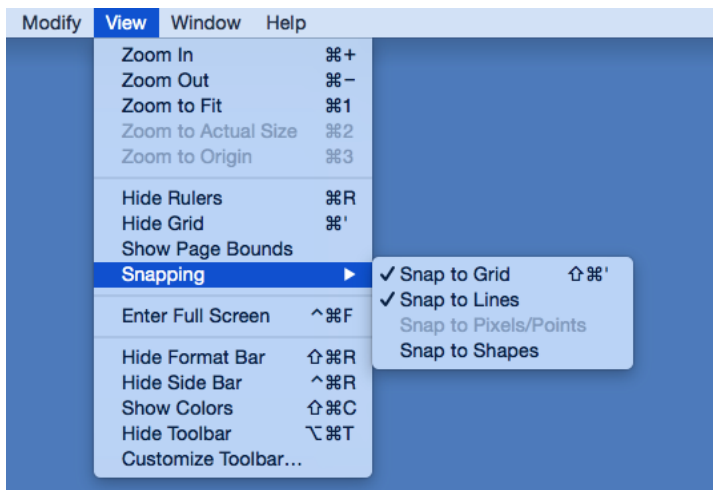 Modify View Window Help
Zoom In ⌘+
Zoom Out ⌘−
Zoom to Fit ⌘1
Zoom to Actual Size ⌘2
Zoom to Origin ⌘3
Hide Rulers ⌘R
Hide Grid ⌘'
Show Page Bounds
Snapping ▶
✓ Snap to Grid ⇧⌘'
✓ Snap to Lines
Snap to Pixels/Points
Snap to Shapes
Enter Full Screen ^⌘F
Hide Format Bar ⇧⌘R
Hide Side Bar ^⌘R
Show Colors ⇧⌘C
Hide Toolbar ⌥⌘T
Customize Toolbar…